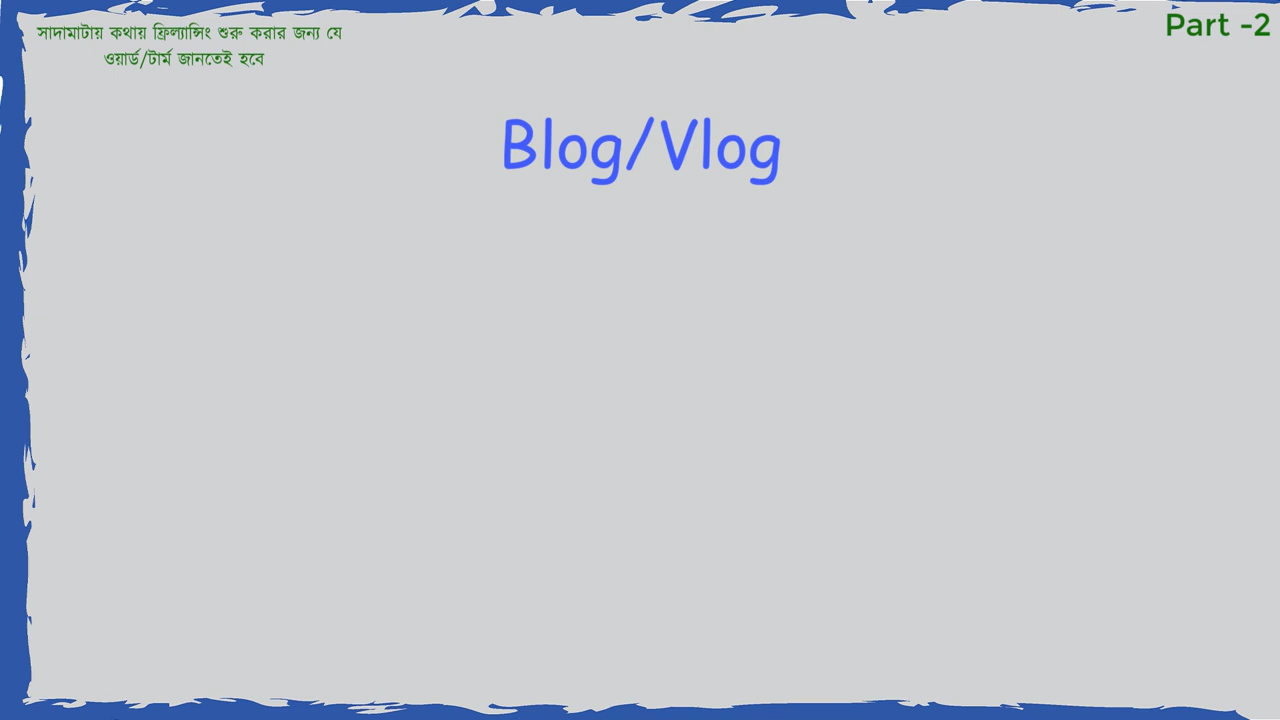 সাদামাটায় কথায় ফ্রিল্যান্সিং শুরু করার জন্য যে
ওয়ার্ড/টার্ম জানতেই হবে
Part -2
Blog/Vlog